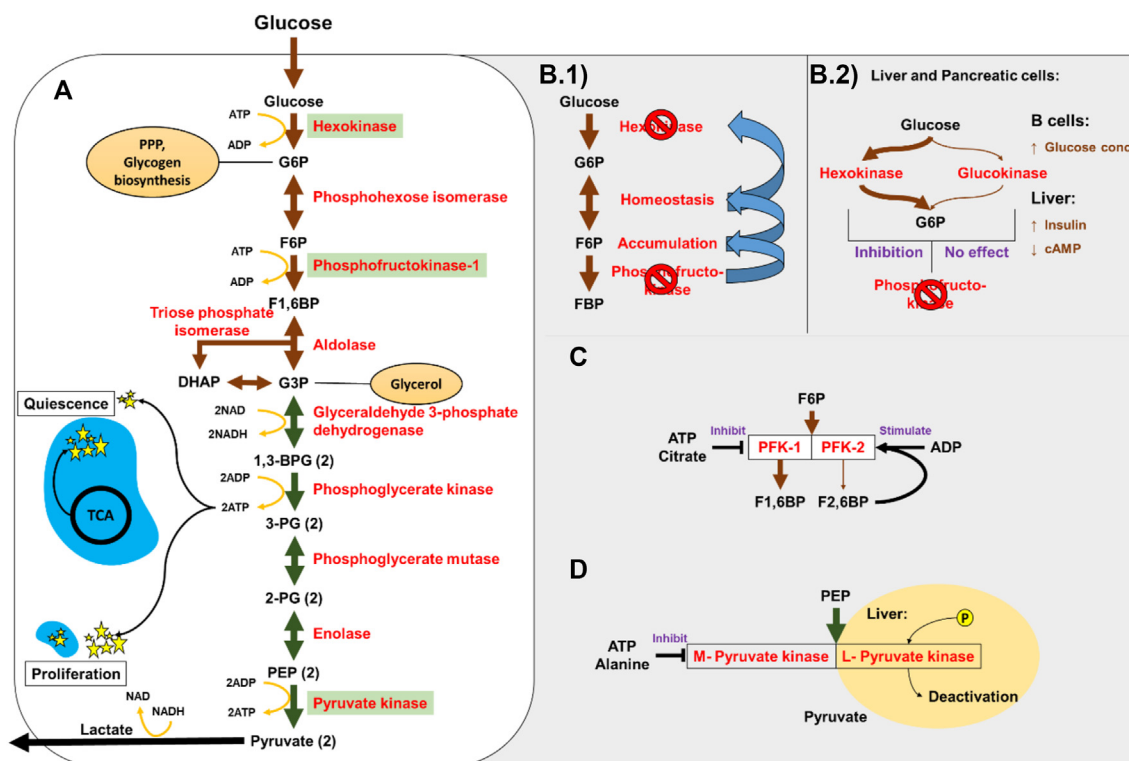 Glucose
A
Glucose
ATP
ADP
Hexokinase
PPP,
Glycogen
biosynthesis
G6P
Phosphohexose isomerase
F6P
ATP
ADP
Phosphofructokinase-1
F1,6BP
Triose phosphate
isomerase
Aldolase
DHAP
G3P
Glycerol
Quiescence
2NAD
2NADH
Glyceraldehyde 3-phosphate
dehydrogenase
1,3-BPG (2)
2ADP
2ATP
Phosphoglycerate kinase
TCA
3-PG (2)
Phosphoglycerate mutase
2-PG (2)
Enolase
Proliferation
PEP (2)
2ADP
2ATP
Pyruvate kinase
NAD
NADH
Lactate
Pyruvate (2)
B.1)
Glucose
Hexokinase
G6P
Homeostasis
F6P
Accumulation
Phosphofructo-
kinase
FBP
B.2)
Liver and Pancreatic cells:
Glucose
Hexokinase
Glucokinase
G6P
Inhibition
No effect
Phosphofructo-
kinase
B cells:
↑ Glucose conc
Liver:
↑ Insulin
↓ cAMP
C
F6P
ATP
Citrate
Inhibit
PFK-1
PFK-2
Stimulate
ADP
F1,6BP
F2,6BP
D
PEP
Liver:
P
ATP
Alanine
Inhibit
M- Pyruvate kinase
L- Pyruvate kinase
Deactivation
Pyruvate